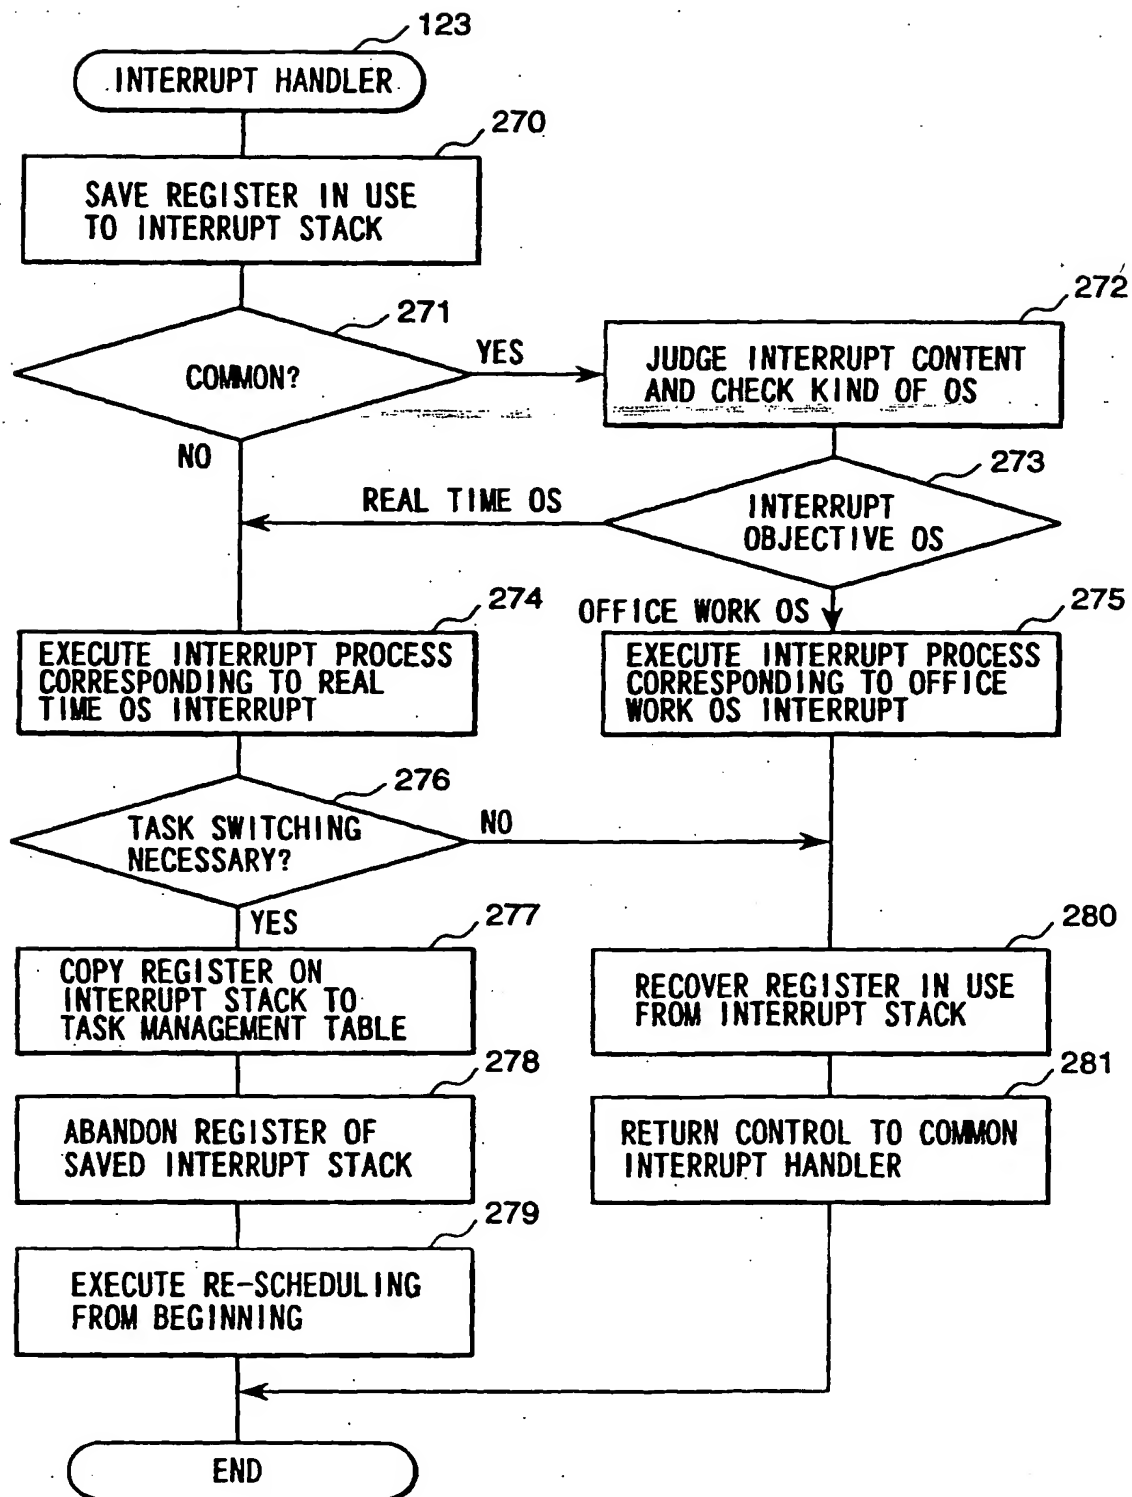 123
INTERRUPT HANDLER
270
SAVE REGISTER IN USE
TO INTERRUPT STACK
271
COMMON?
YES
NO
272
JUDGE INTERRUPT CONTENT
AND CHECK KIND OF OS
273
INTERRUPT
OBJECTIVE OS
REAL TIME OS
OFFICE WORK OS
274
EXECUTE INTERRUPT PROCESS
CORRESPONDING TO REAL
TIME OS INTERRUPT
275
EXECUTE INTERRUPT PROCESS
CORRESPONDING TO OFFICE
WORK OS INTERRUPT
276
TASK SWITCHING
NECESSARY?
NO
YES
277
COPY REGISTER ON
INTERRUPT STACK TO
TASK MANAGEMENT TABLE
280
RECOVER REGISTER IN USE
FROM INTERRUPT STACK
278
ABANDON REGISTER OF
SAVED INTERRUPT STACK
281
RETURN CONTROL TO COMMON
INTERRUPT HANDLER
279
EXECUTE RE-SCHEDULING
FROM BEGINNING
END